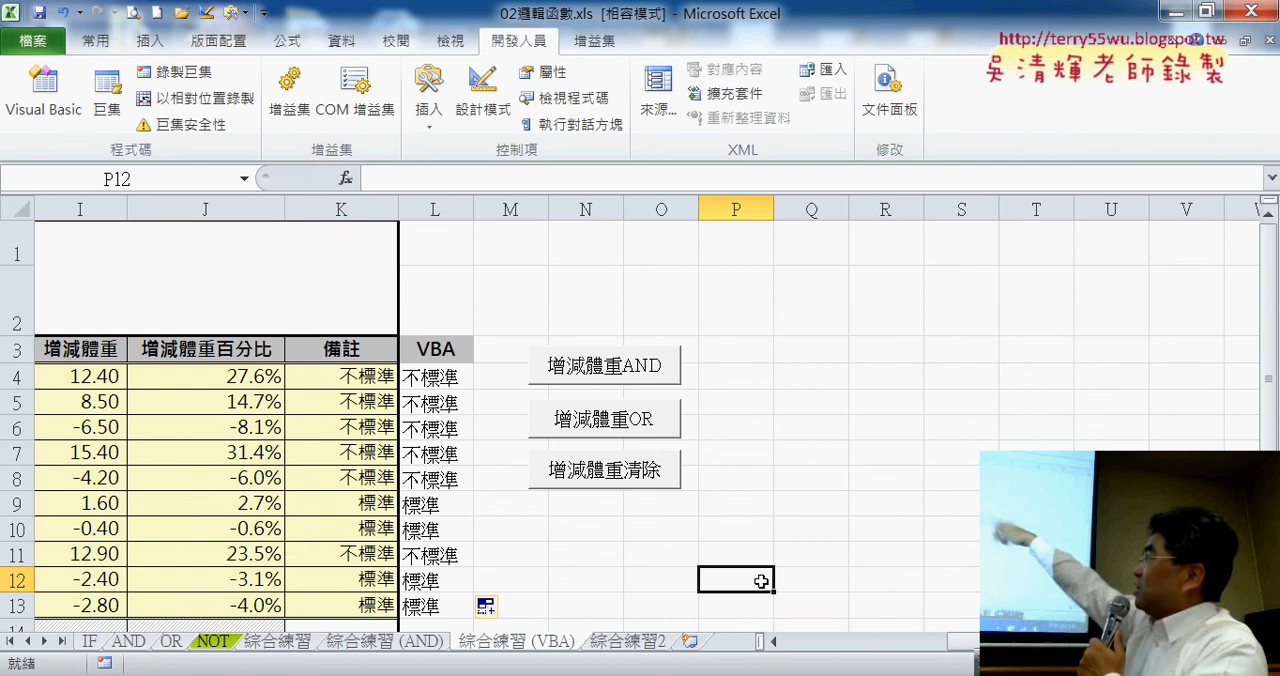 02邏輯函數.xls [相容模式] - Microsoft Excel
檔案 常用 插入 版面配置 公式 資料 校閱 檢視 開發人員 增益集
http://terry55wu.blogspot.tw
吳清輝老師錄製
Visual Basic 巨集 錄製巨集 以相對位置錄製 巨集安全性
增益集 COM 增益集
插入 設計模式 屬性 檢視程式碼 執行對話方塊
來源... 對應內容 擴充套件 重新整理資料 匯入 匯出
文件面板
程式碼 增益集 控制項 XML 修改
P12 fx
I J K L M N O P Q R S T U V
1
2
3 增減體重 增減體重百分比 備註 VBA
4 12.40 27.6% 不標準 不標準
5 8.50 14.7% 不標準 不標準
6 -6.50 -8.1% 不標準 不標準
7 15.40 31.4% 不標準 不標準
8 -4.20 -6.0% 不標準 不標準
9 1.60 2.7% 標準 標準
10 -0.40 -0.6% 標準 標準
11 12.90 23.5% 不標準 不標準
12 -2.40 -3.1% 標準 標準
13 -2.80 -4.0% 標準 標準
增減體重AND
增減體重OR
增減體重清除
IF AND OR NOT 綜合練習 綜合練習 (AND) 綜合練習 (VBA) 綜合練習2
就緒